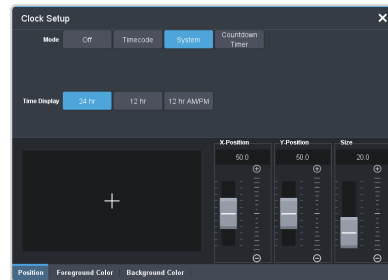 Clock Setup
Mode Off Timecode System Countdown Timer
Time Display 24 hr 12 hr 12 hr AM/PM
X-Position Y-Position Size
50.0 50.0 20.0
Position Foreground Color Background Color